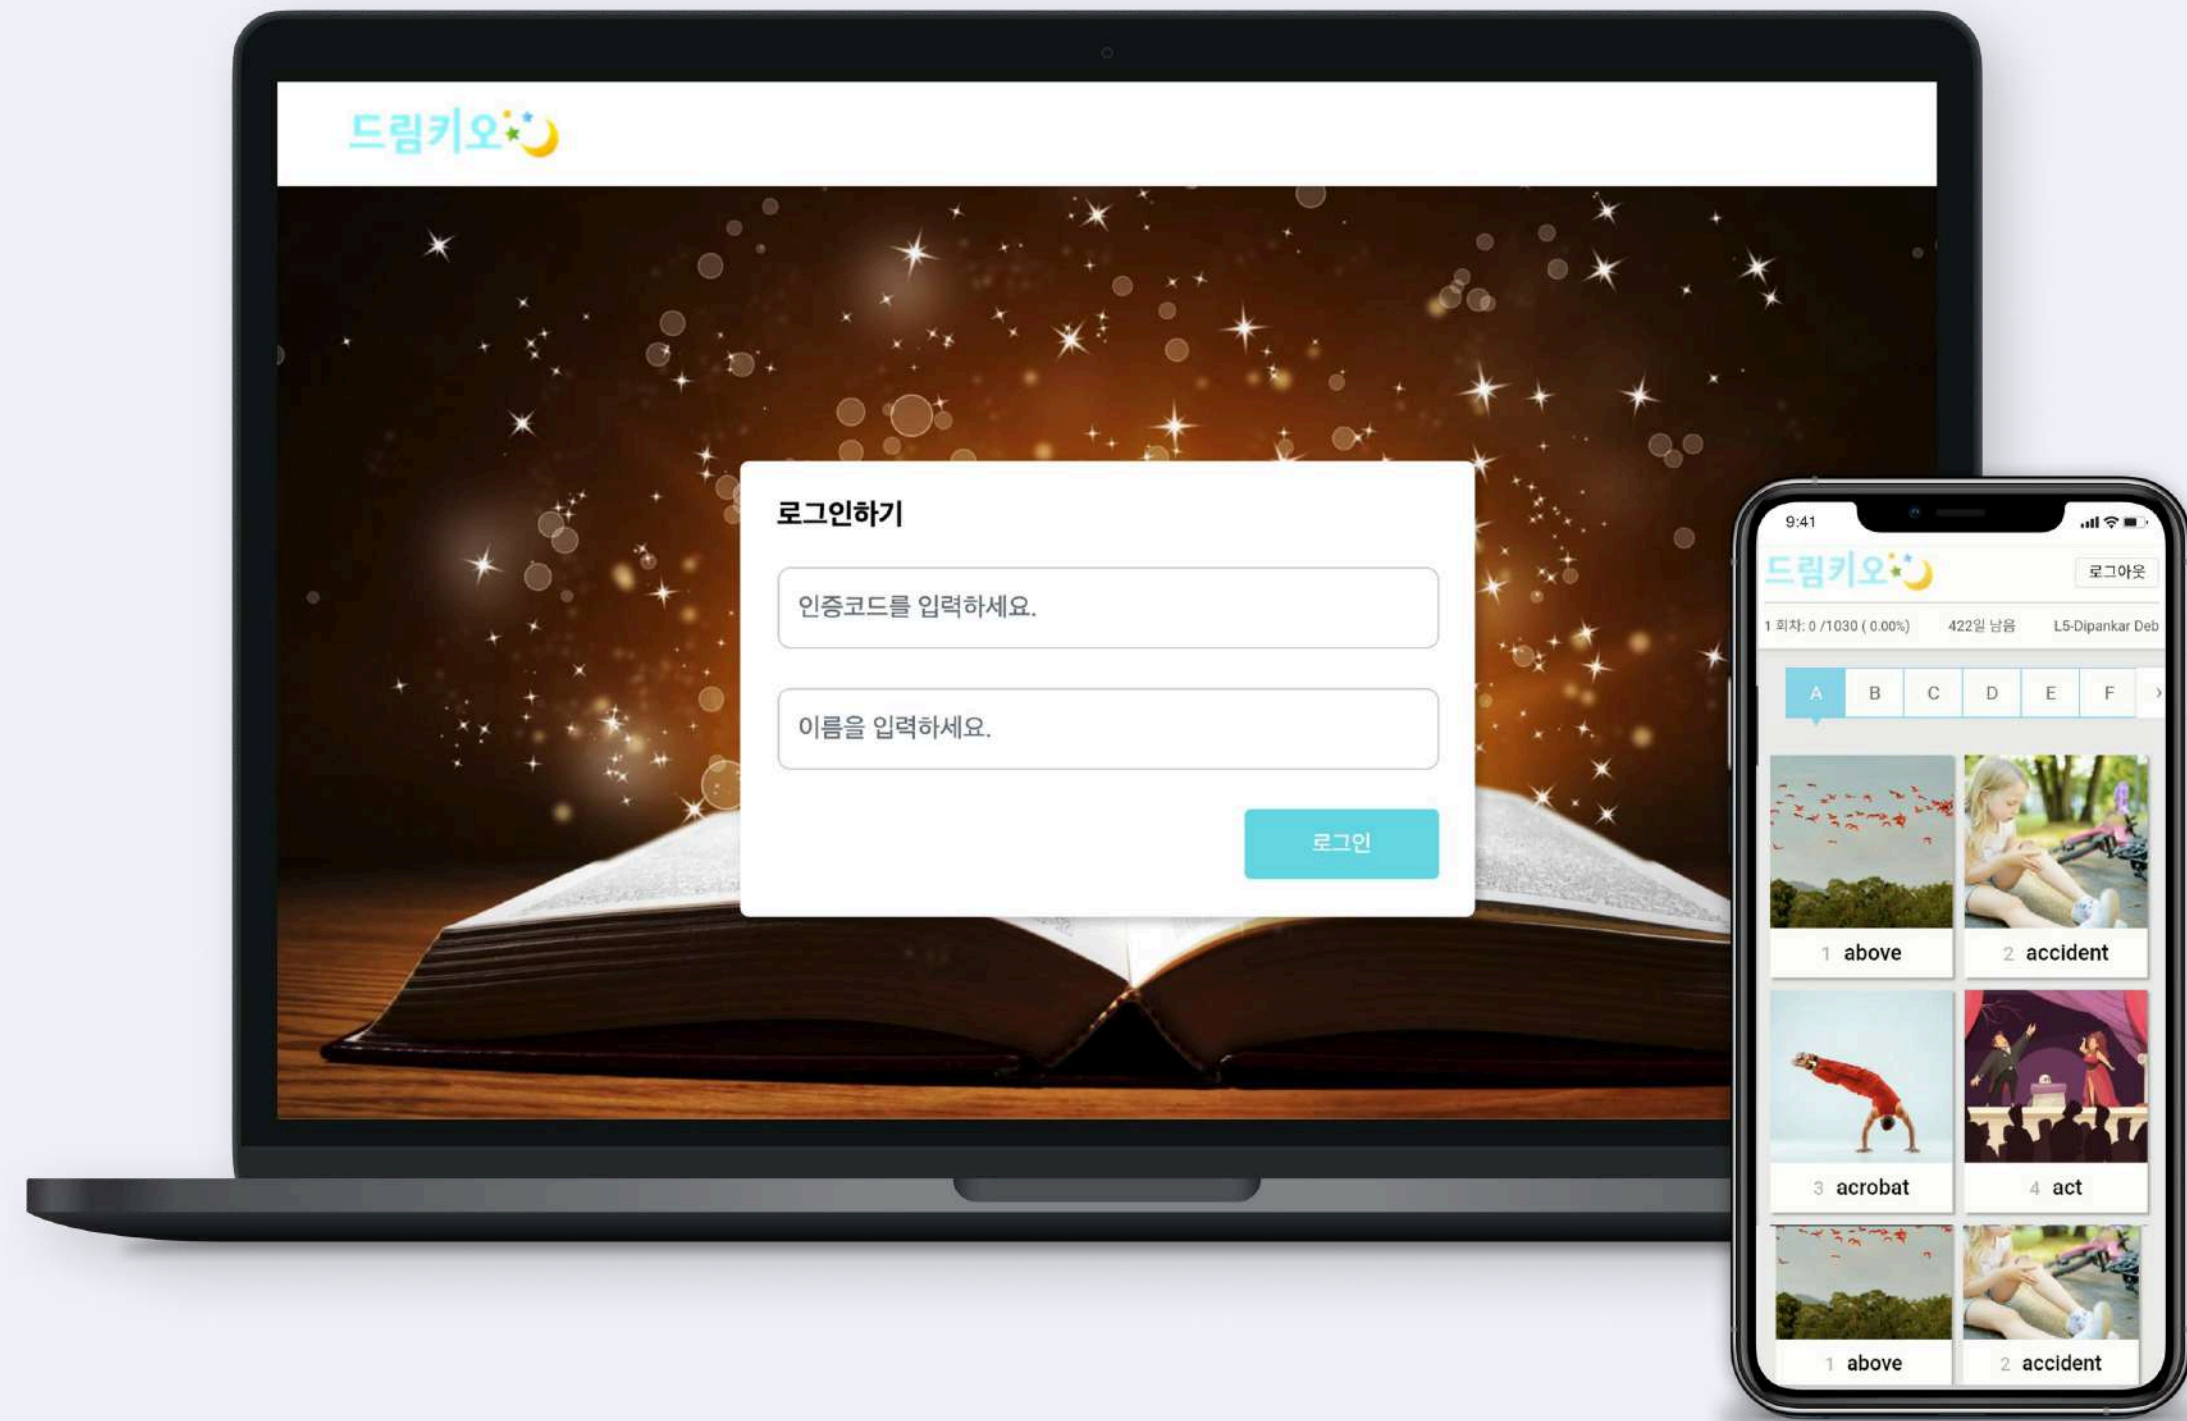 드림키오
로그인하기
인증코드를 입력하세요.
이름을 입력하세요.
로그인
9:41
드림키오
로그아웃
1 회차: 0 /1030 ( 0.00%) 422일 남음 L5-Dipankar Deb
A B C D E F >
1 above 2 accident
3 acrobat 4 act
1 above 2 accident